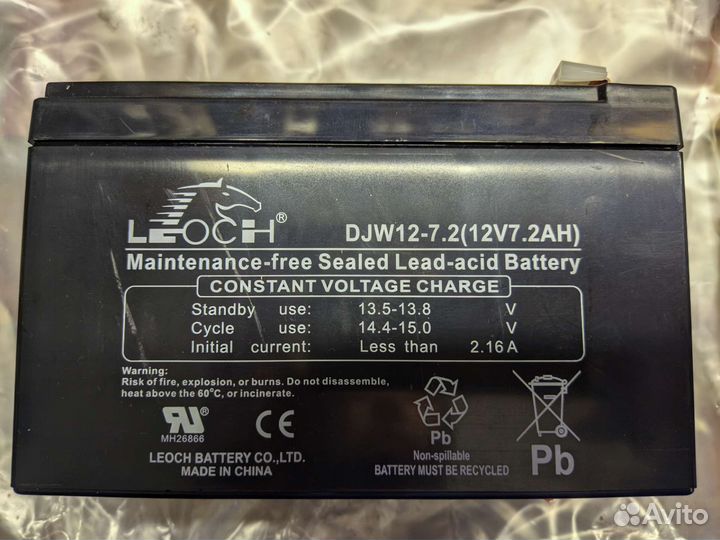 LEOCH®
DJW12-7.2(12V7.2AH)
Maintenance-free Sealed Lead-acid Battery
CONSTANT VOLTAGE CHARGE
Standby use: 13.5-13.8 V
Cycle use: 14.4-15.0 V
Initial current: Less than 2.16A
Warning:
Risk of fire, explosion, or burns. Do not disassemble,
heat above the 60°C, or incinerate.
RU®
MH26866
CE
LEOCH BATTERY CO.,LTD.
MADE IN CHINA
Pb
Non-spillable
BATTERY MUST BE RECYCLED
Pb
Avito